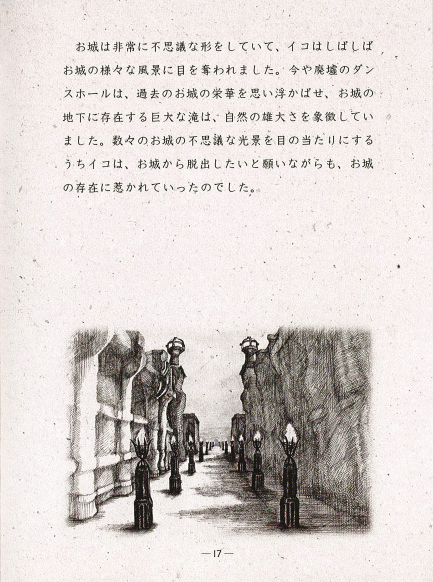 お城は非常に不思議な形をしていて、イコはしばしば
お城の様々な風景に目を奪われました。今や廃墟のダン
スホールは、過去のお城の栄華を思い浮かばせ、お城の
地下に存在する巨大な滝は、自然の雄大さを象徴してい
ました。数々のお城の不思議な光景を目の当たりにする
うちイコは、お城から脱出したいと願いながらも、お城
の存在に惹かれていったのでした。
—17—